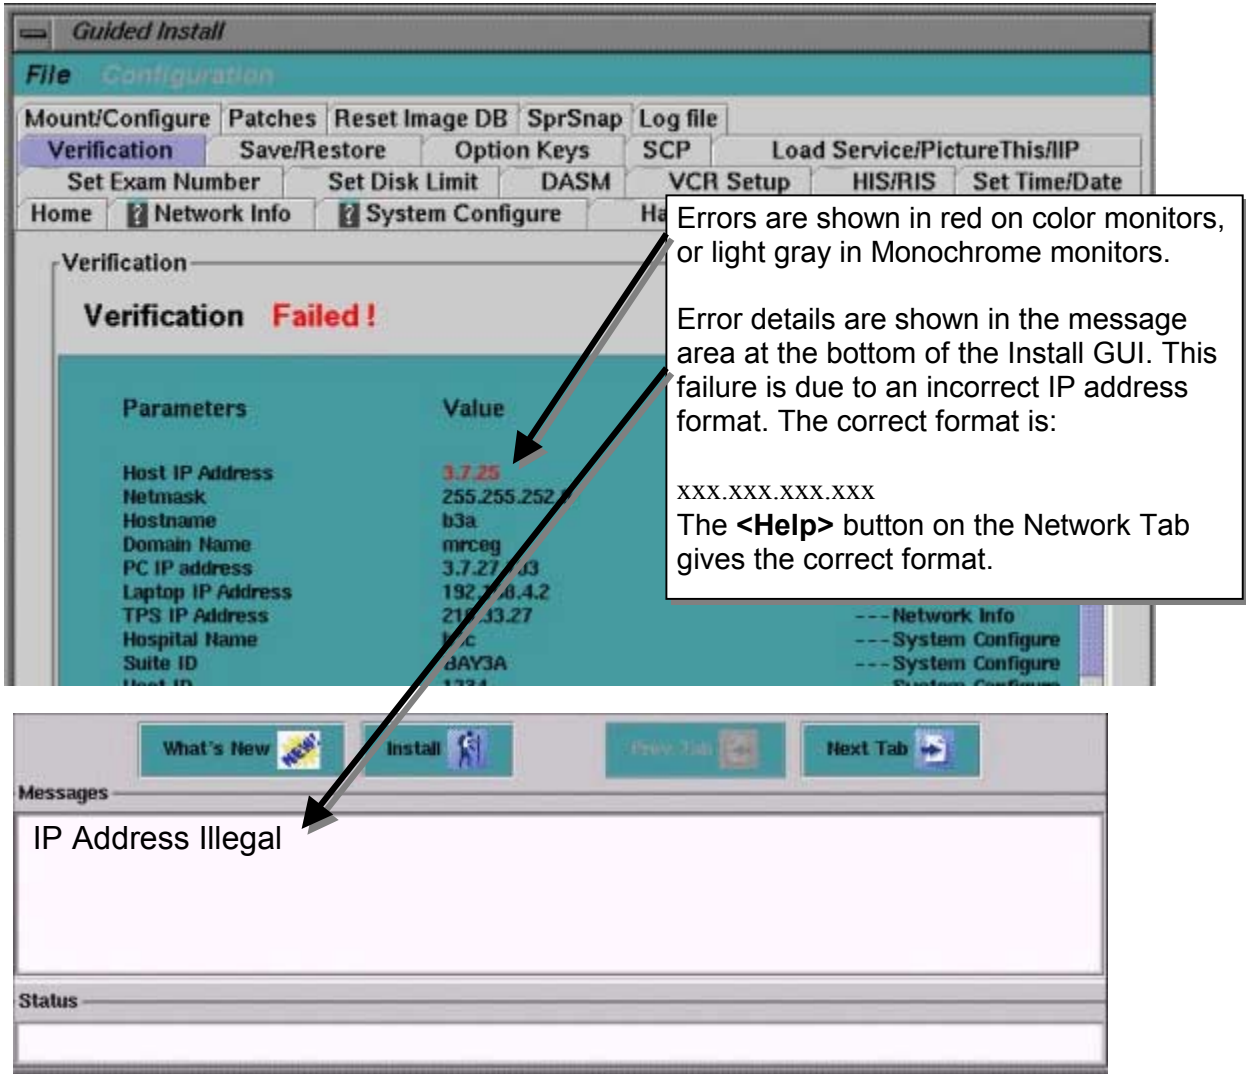 Guided Install
File Configuration
Mount/Configure Patches Reset Image DB SprSnap Log file
Verification Save/Restore Option Keys SCP Load Service/PictureThis/IIP
Set Exam Number Set Disk Limit DASM VCR Setup HIS/RIS Set Time/Date
Home ? Network Info ? System Configure
Errors are shown in red on color monitors,
or light gray in Monochrome monitors.
Error details are shown in the message
area at the bottom of the Install GUI. This
failure is due to an incorrect IP address
format. The correct format is:
xxx.xxx.xxx.xxx
The <Help> button on the Network Tab
gives the correct format.
Verification
Verification Failed !
Parameters Value
Host IP Address 3.7.25
Netmask
Hostname b3a
Domain Name mrceg
PC IP address
Laptop IP Address
TPS IP Address ---Network Info
Hospital Name ---System Configure
Suite ID BAY3A ---System Configure
What's New NEW! Install Prev Tab Next Tab
Messages
IP Address Illegal
Status